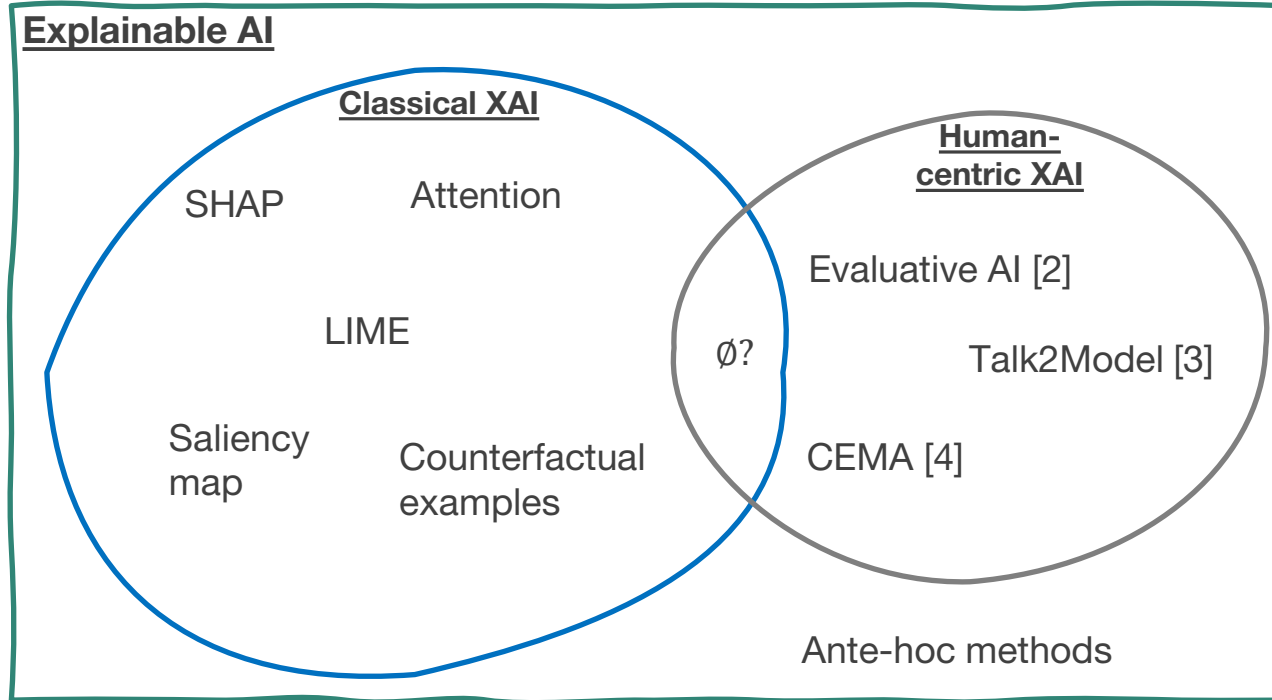 Explainable AI
Classical XAI
SHAP
Attention
LIME
Saliency
map
Counterfactual
examples
∅?
Human-
centric XAI
Evaluative AI [2]
Talk2Model [3]
CEMA [4]
Ante-hoc methods